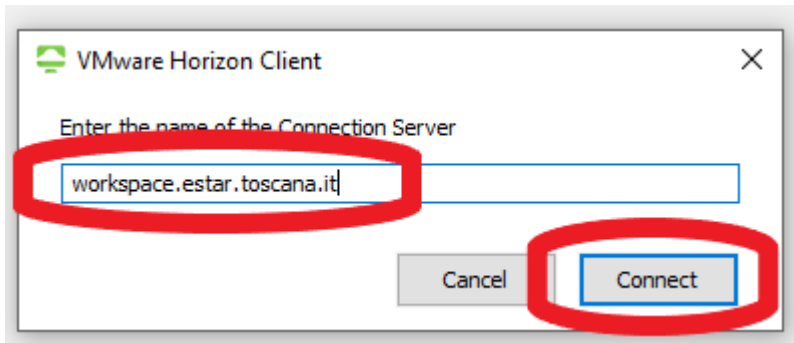 VMware Horizon Client
Enter the name of the Connection Server
workspace.estar.toscana.it
Cancel
Connect